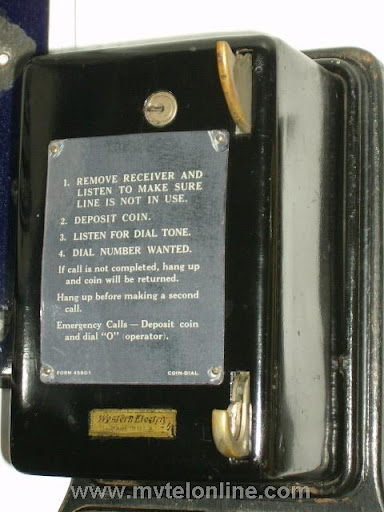 1. REMOVE RECEIVER AND
LISTEN TO MAKE SURE
LINE IS NOT IN USE.
2. DEPOSIT COIN.
3. LISTEN FOR DIAL TONE.
4. DIAL NUMBER WANTED.
If call is not completed, hang up
and coin will be returned.
Hang up before making a second
call.
Emergency Calls — Deposit coin
and dial "O" (operator).
COIN-DIAL
Western Electric
MADE IN U.S.A.
www.mvtelonline.com